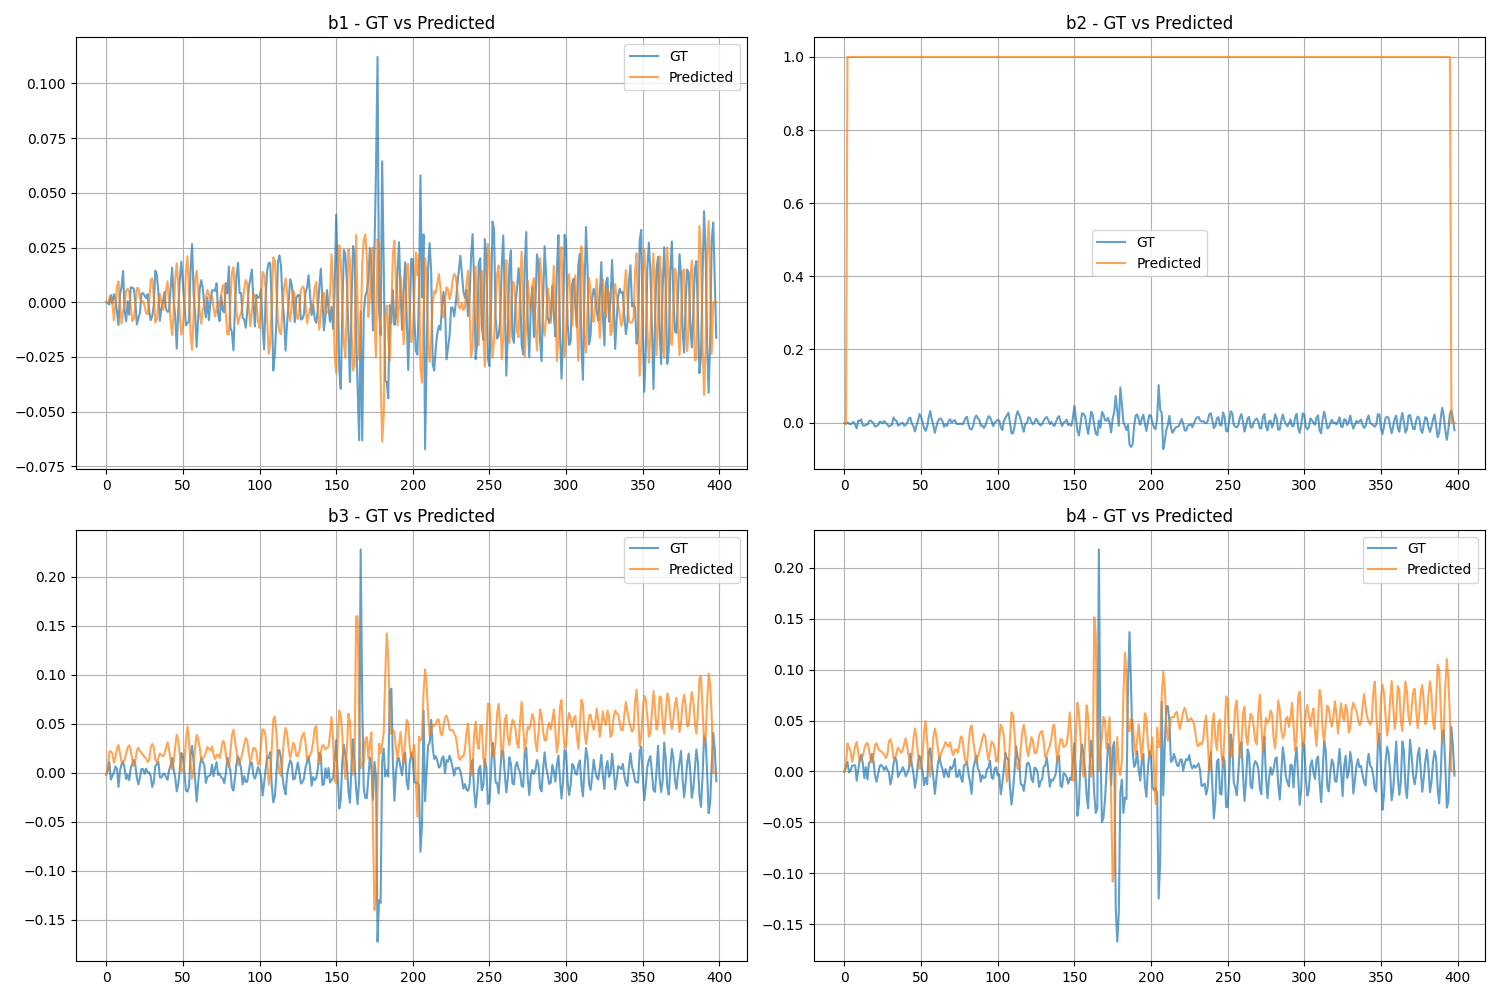 b1 - GT vs Predicted
0.100
0.075
0.050
0.025
0.000
−0.025
−0.050
−0.075
0 50 100 150 200 250 300 350 400
GT
Predicted
b2 - GT vs Predicted
1.0
0.8
0.6
0.4
0.2
0.0
0 50 100 150 200 250 300 350 400
GT
Predicted
b3 - GT vs Predicted
0.20
0.15
0.10
0.05
0.00
−0.05
−0.10
−0.15
0 50 100 150 200 250 300 350 400
GT
Predicted
b4 - GT vs Predicted
0.20
0.15
0.10
0.05
0.00
−0.05
−0.10
−0.15
0 50 100 150 200 250 300 350 400
GT
Predicted